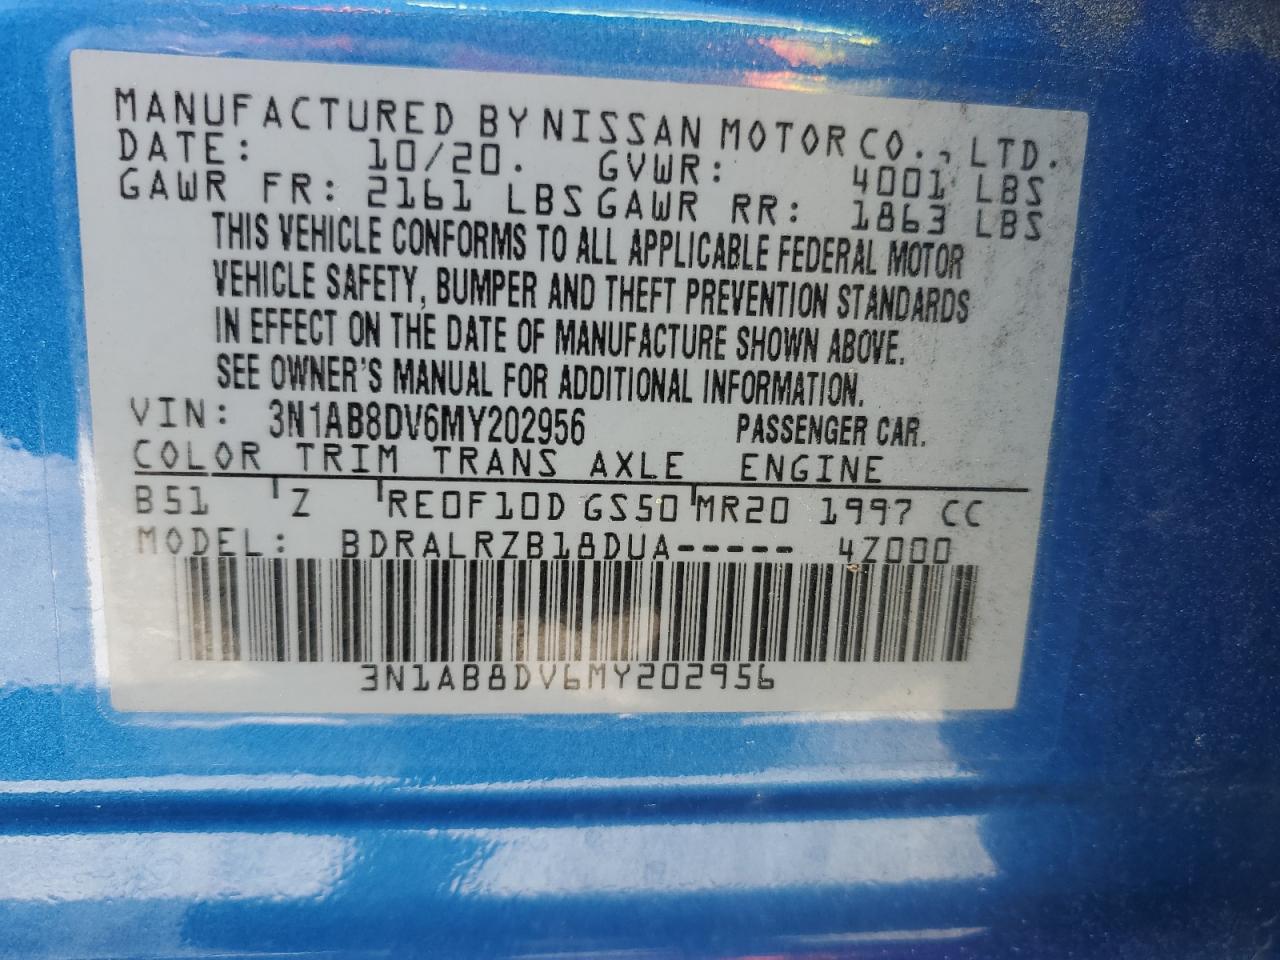 MANUFACTURED BY NISSAN MOTOR CO., LTD.
DATE: 10/20. GVWR: 4001 LBS
GAWR FR: 2161 LBS GAWR RR: 1863 LBS
THIS VEHICLE CONFORMS TO ALL APPLICABLE FEDERAL MOTOR
VEHICLE SAFETY, BUMPER AND THEFT PREVENTION STANDARDS
IN EFFECT ON THE DATE OF MANUFACTURE SHOWN ABOVE.
SEE OWNER'S MANUAL FOR ADDITIONAL INFORMATION.
VIN: 3N1AB8DV6MY202956 PASSENGER CAR.
COLOR TRIM TRANS AXLE ENGINE
B51 Z RE0F10D GS50 MR20 1997 CC
MODEL: BDRALRZB18DUA----- 4Z000
3N1AB8DV6MY202956